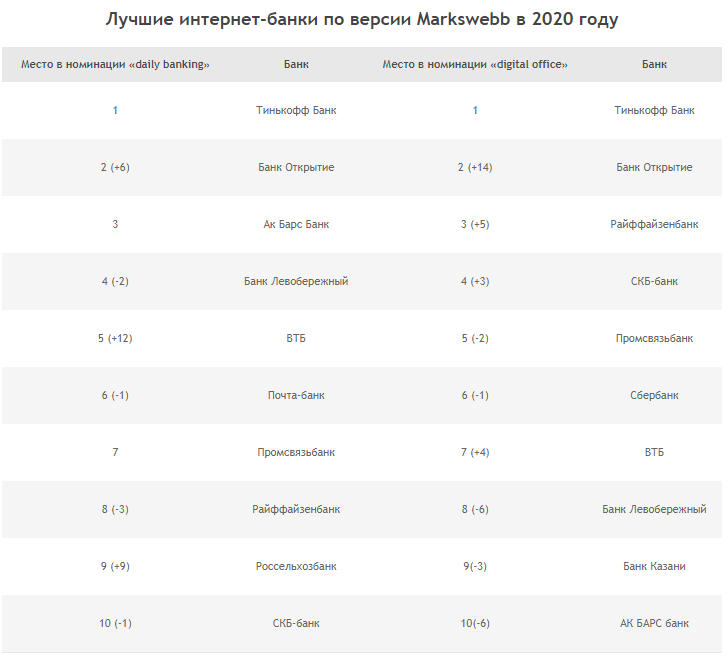 Лучшие интернет-банки по версии Markswebb в 2020 году
Место в номинации «daily banking» Банк Место в номинации «digital office» Банк
1 Тинькофф Банк 1 Тинькофф Банк
2 (+6) Банк Открытие 2 (+14) Банк Открытие
3 Ак Барс Банк 3 (+5) Райффайзенбанк
4 (-2) Банк Левобережный 4 (+3) СКБ-банк
5 (+12) ВТБ 5 (-2) Промсвязьбанк
6 (-1) Почта-банк 6 (-1) Сбербанк
7 Промсвязьбанк 7 (+4) ВТБ
8 (-3) Райффайзенбанк 8 (-6) Банк Левобережный
9 (+9) Россельхозбанк 9(-3) Банк Казани
10 (-1) СКБ-банк 10(-6) АК БАРС банк